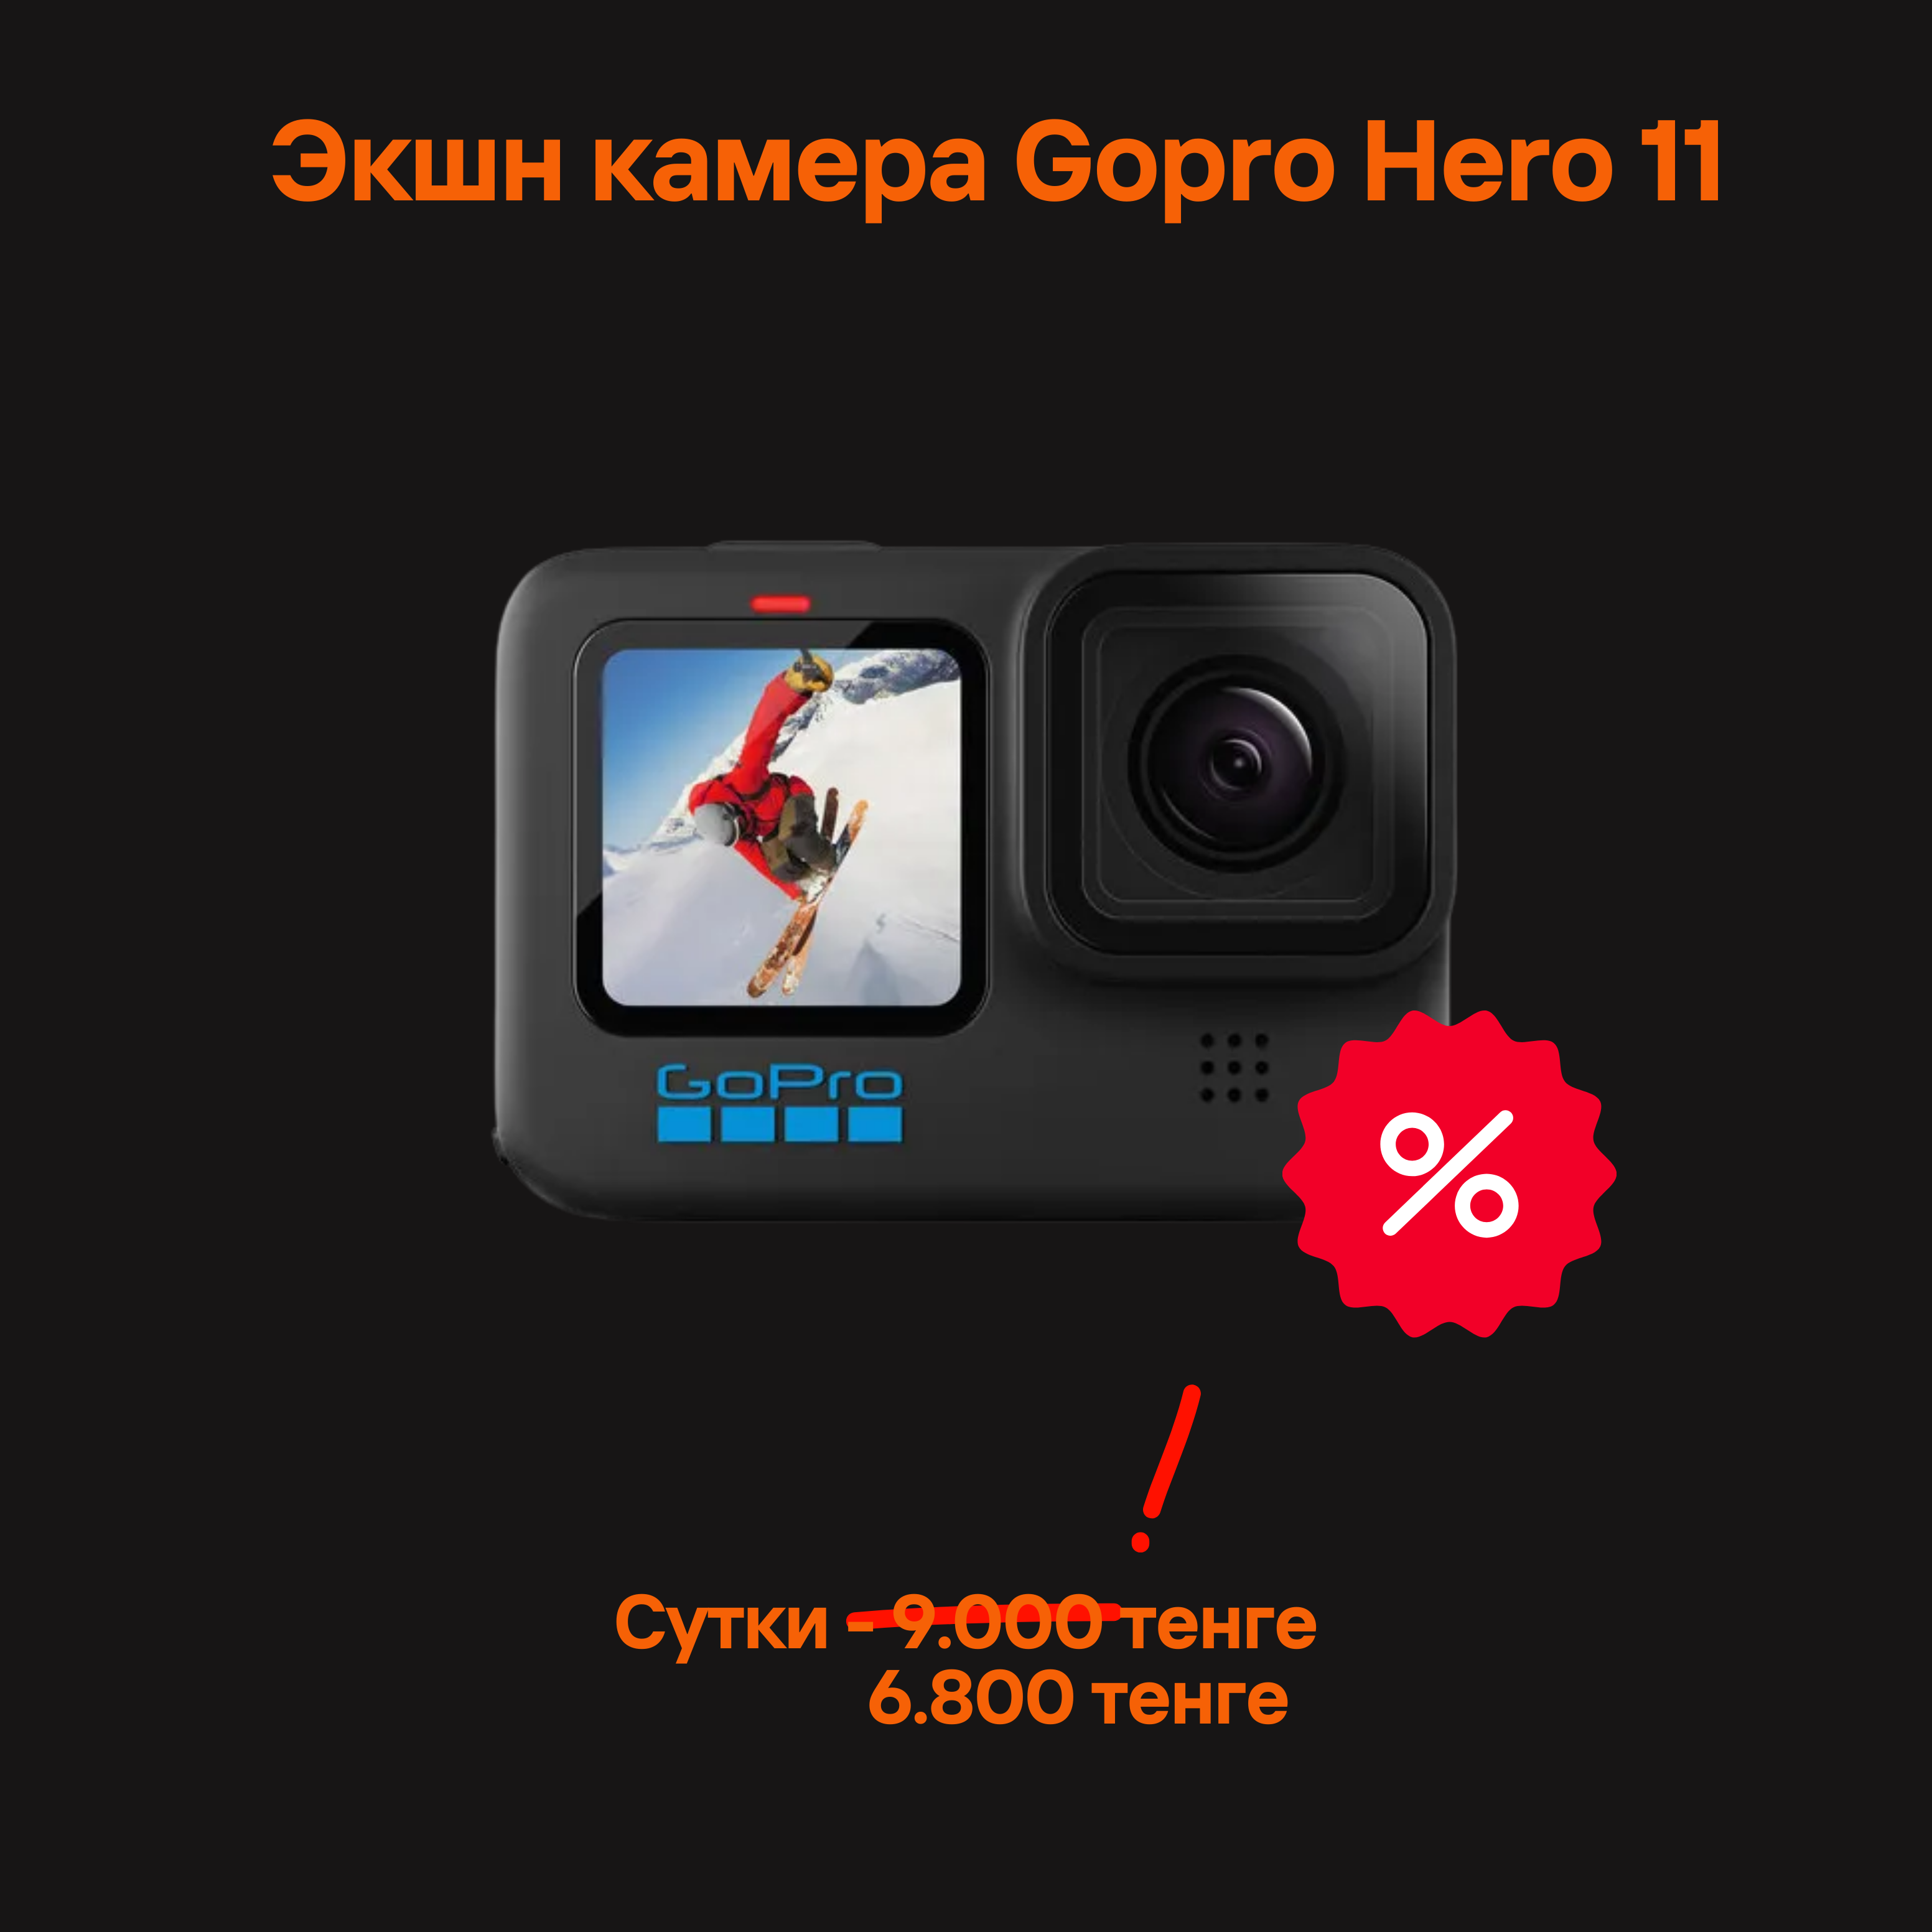 Экшн камера Gopro Hero 11
GoPro
%
!
Сутки - 9.000 тенге
6.800 тенге